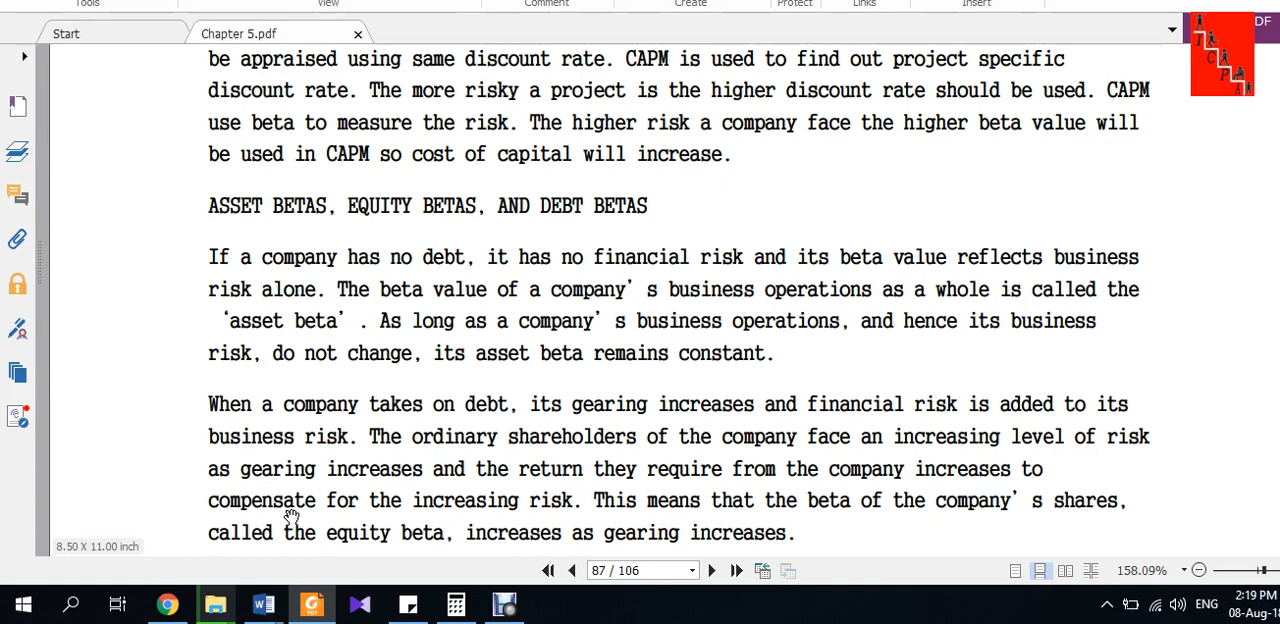 Tools View Comment Create Protect Links Insert
Start Chapter 5.pdf DF
I
C
P
A
be appraised using same discount rate. CAPM is used to find out project specific
discount rate. The more risky a project is the higher discount rate should be used. CAPM
use beta to measure the risk. The higher risk a company face the higher beta value will
be used in CAPM so cost of capital will increase.
ASSET BETAS, EQUITY BETAS, AND DEBT BETAS
If a company has no debt, it has no financial risk and its beta value reflects business
risk alone. The beta value of a company’s business operations as a whole is called the
‘asset beta’. As long as a company’s business operations, and hence its business
risk, do not change, its asset beta remains constant.
When a company takes on debt, its gearing increases and financial risk is added to its
business risk. The ordinary shareholders of the company face an increasing level of risk
as gearing increases and the return they require from the company increases to
compensate for the increasing risk. This means that the beta of the company’s shares,
called the equity beta, increases as gearing increases.
8.50 X 11.00 inch
87 / 106 158.09%
ENG 2:19 PM
08-Aug-18